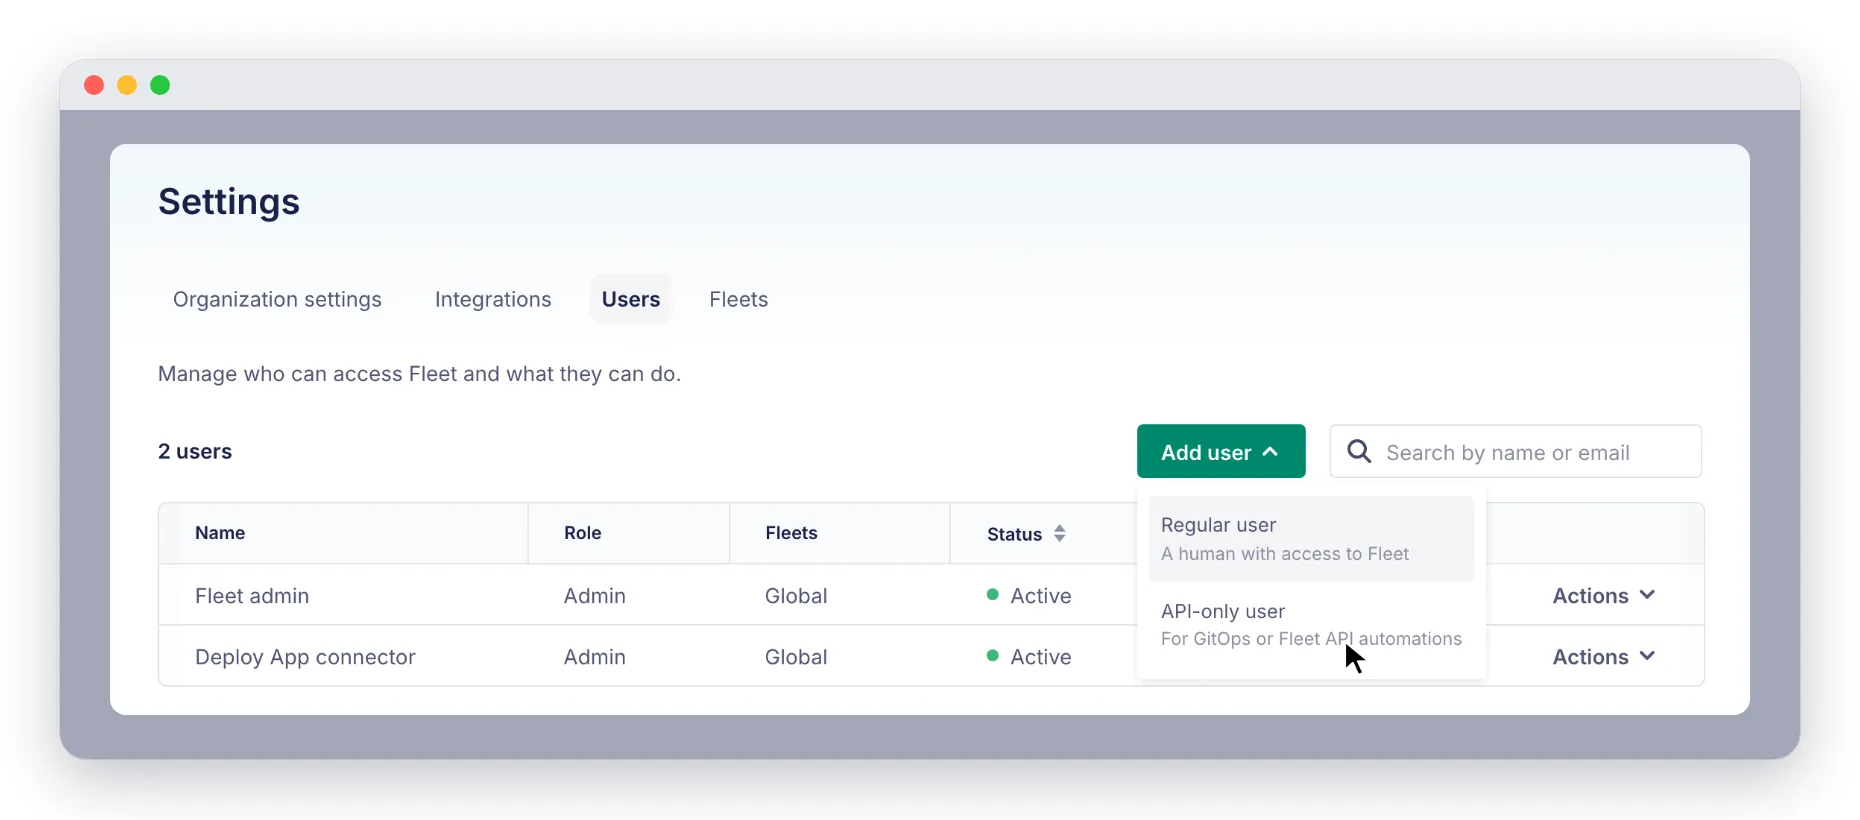 Settings
Organization settings Integrations Users Fleets
Manage who can access Fleet and what they can do.
2 users
Add user
Search by name or email
Name Role Fleets Status
Regular user
A human with access to Fleet
Fleet admin Admin Global Active Actions
API-only user
For GitOps or Fleet API automations
Deploy App connector Admin Global Active Actions